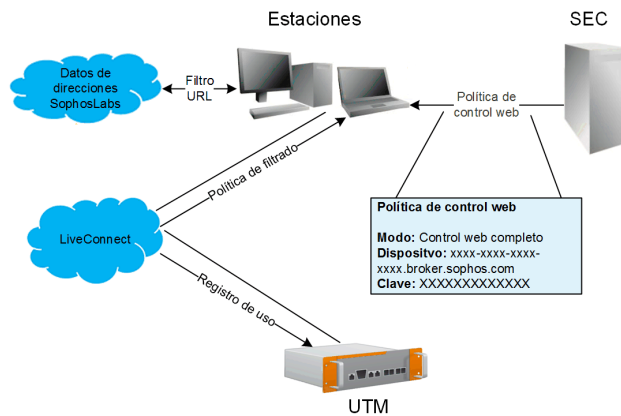 Estaciones
SEC
Datos de
direcciones
SophosLabs
Filtro
URL
Política de
control web
Política de filtrado
Política de control web
Modo: Control web completo
Dispositvo: xxxx-xxxx-xxxx-
xxxx.broker.sophos.com
Clave: XXXXXXXXXXXXX
LiveConnect
Registro de uso
UTM